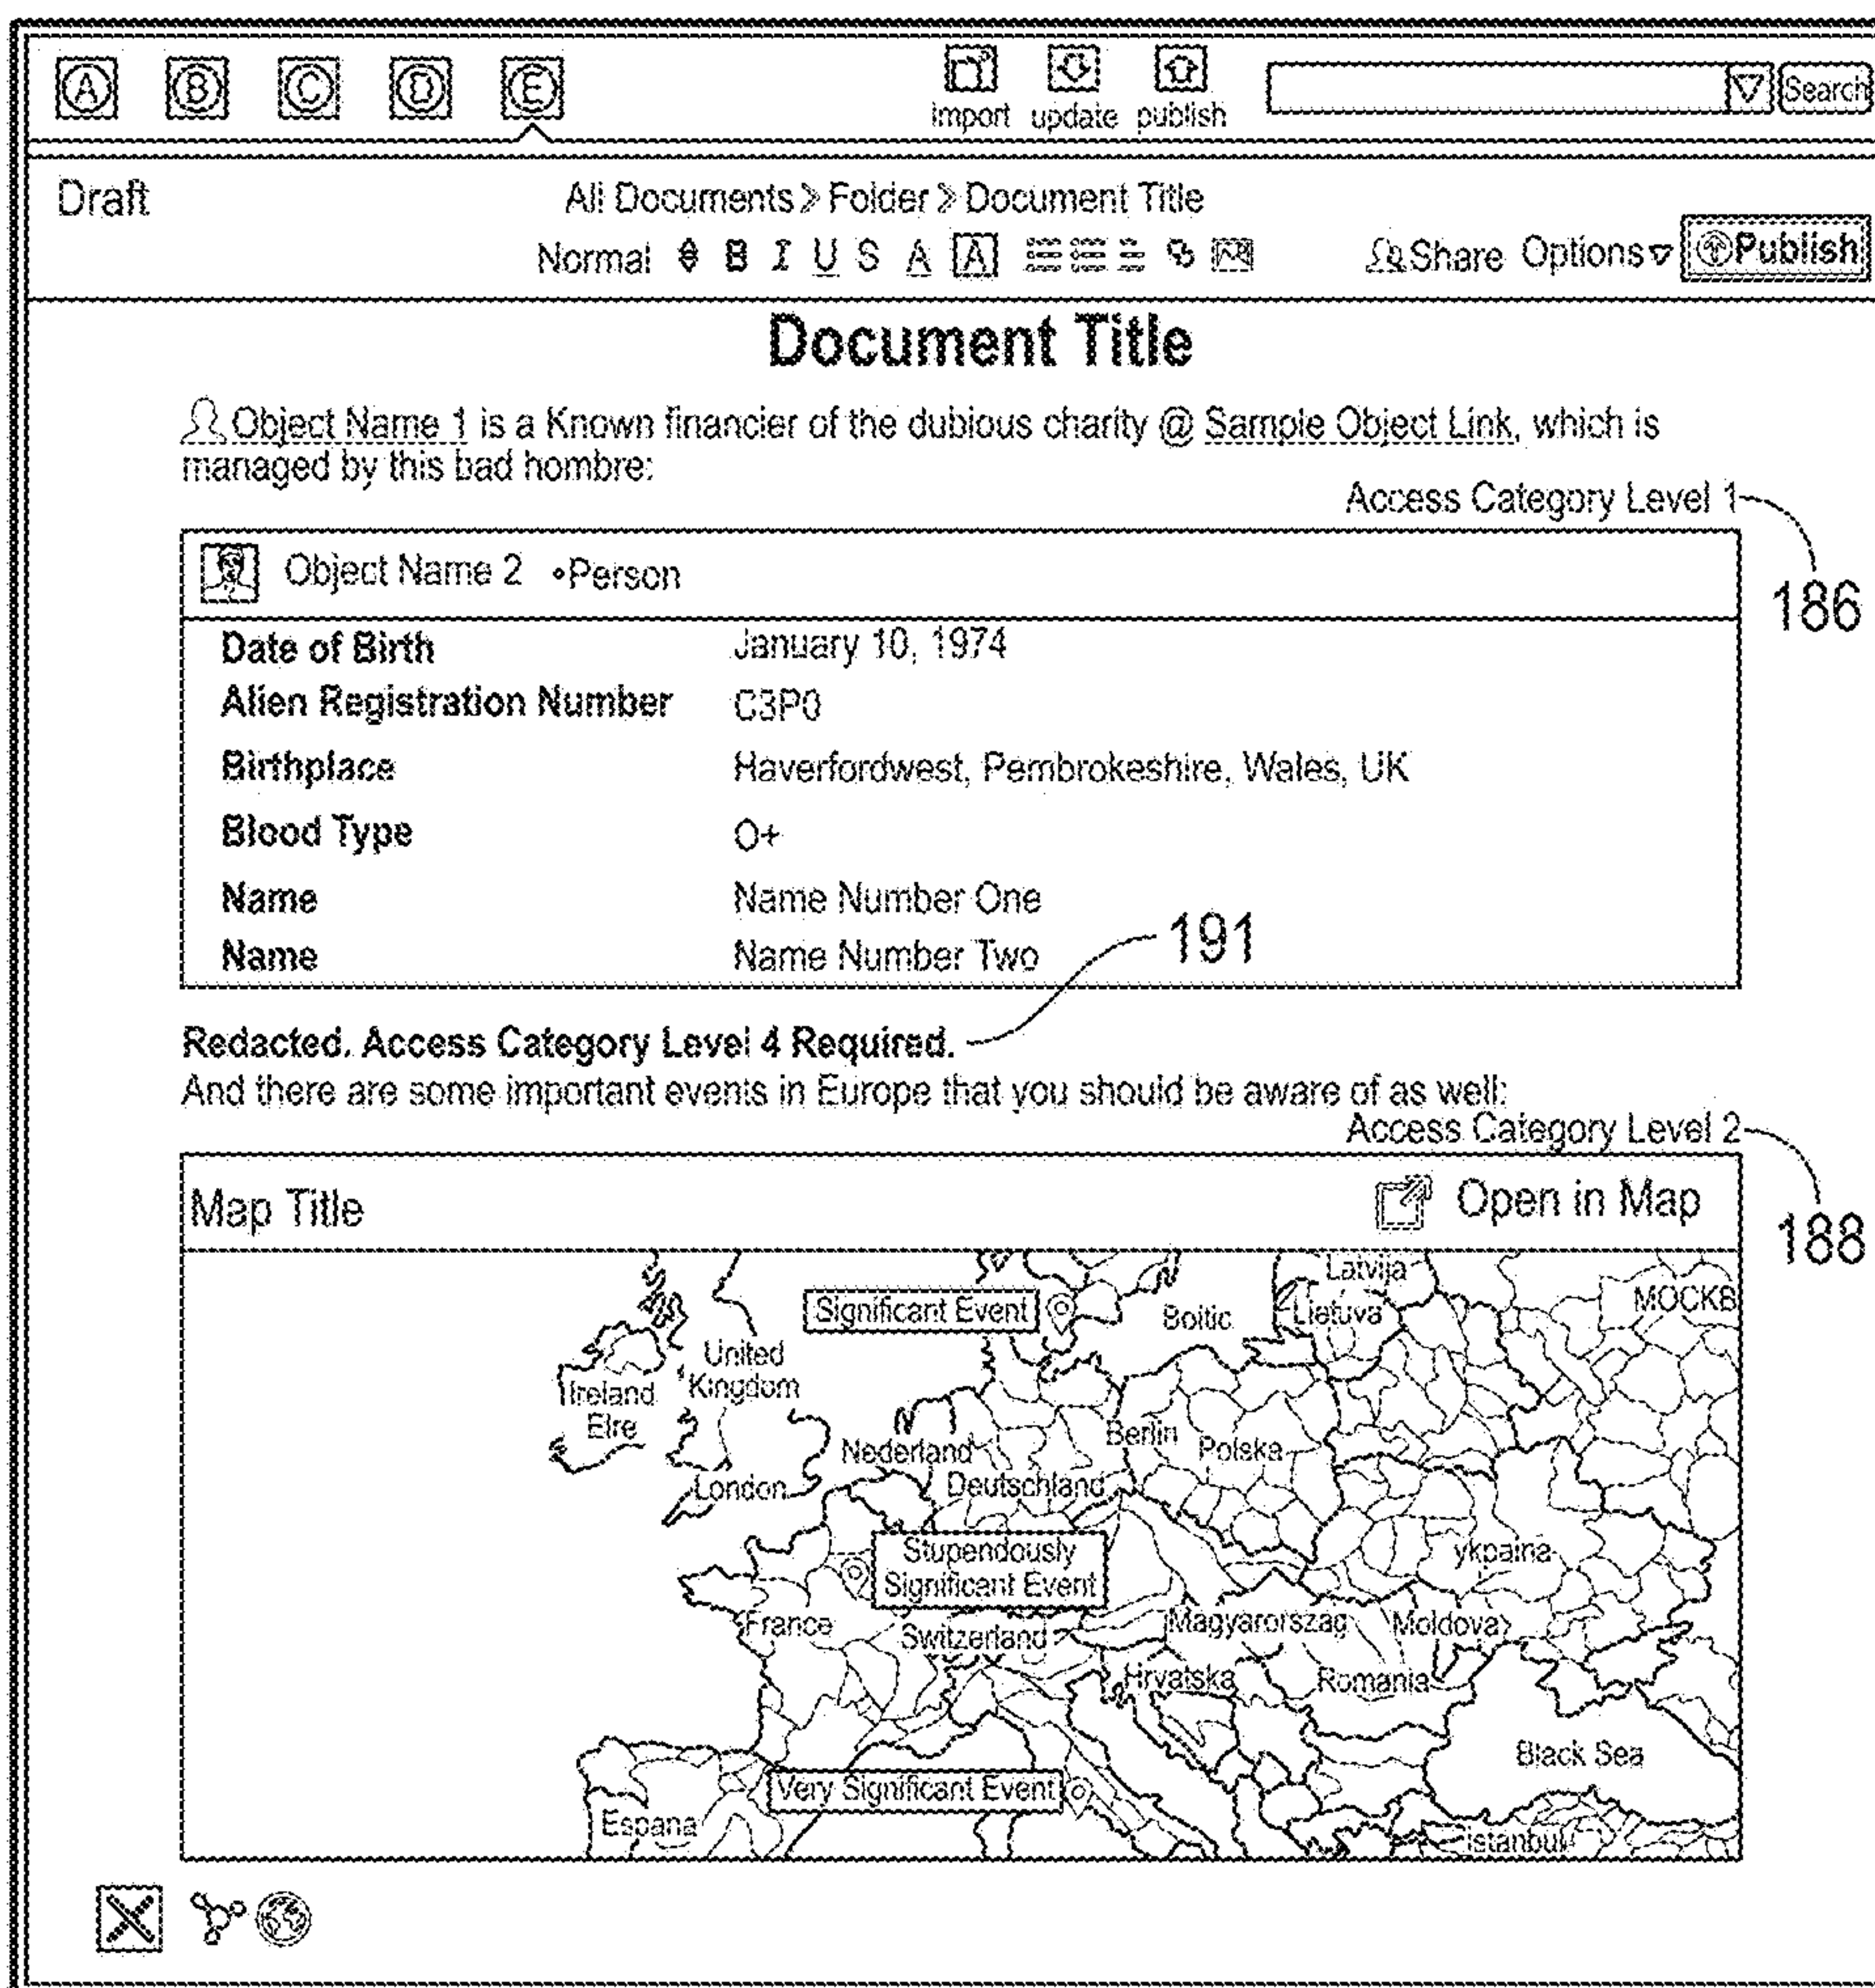 A B C D E
import update publish Search
Draft
All Documents > Folder > Document Title
Normal B I U S A A Share Options Publish
Document Title
Object Name 1 is a Known financier of the dubious charity @ Sample Object Link, which is
managed by this bad hombre:
Access Category Level 1
186
Object Name 2 •Person
Date of Birth January 10, 1974
Alien Registration Number C3P0
Birthplace Haverfordwest, Pembrokeshire, Wales, UK
Blood Type O+
Name Name Number One
Name Name Number Two
191
Redacted. Access Category Level 4 Required.
And there are some important events in Europe that you should be aware of as well:
Access Category Level 2
188
Map Title Open in Map
Latvija
Significant Event Boitic Lietuva МОСКВ
United
Kingdom
Ireland
Eire
Nederland Berlin Polska
London Deutschland
Stupendously
Significant Event
україна
France Switzerland Magyarország Moldova
Hrvatska Romania
Black Sea
Very Significant Event
Espana Istanbul